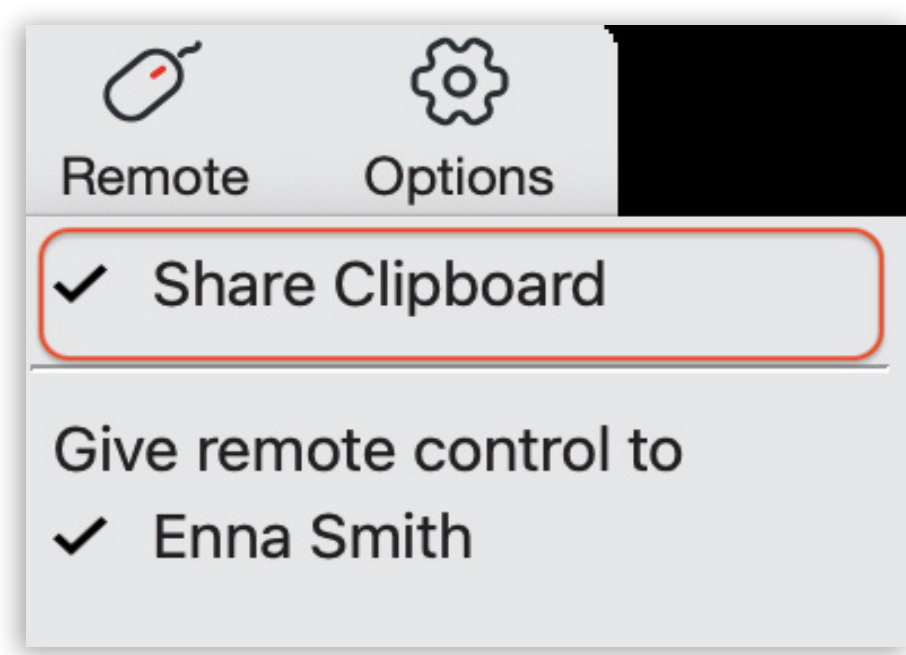 Remote Options
Share Clipboard
Give remote control to
Enna Smith